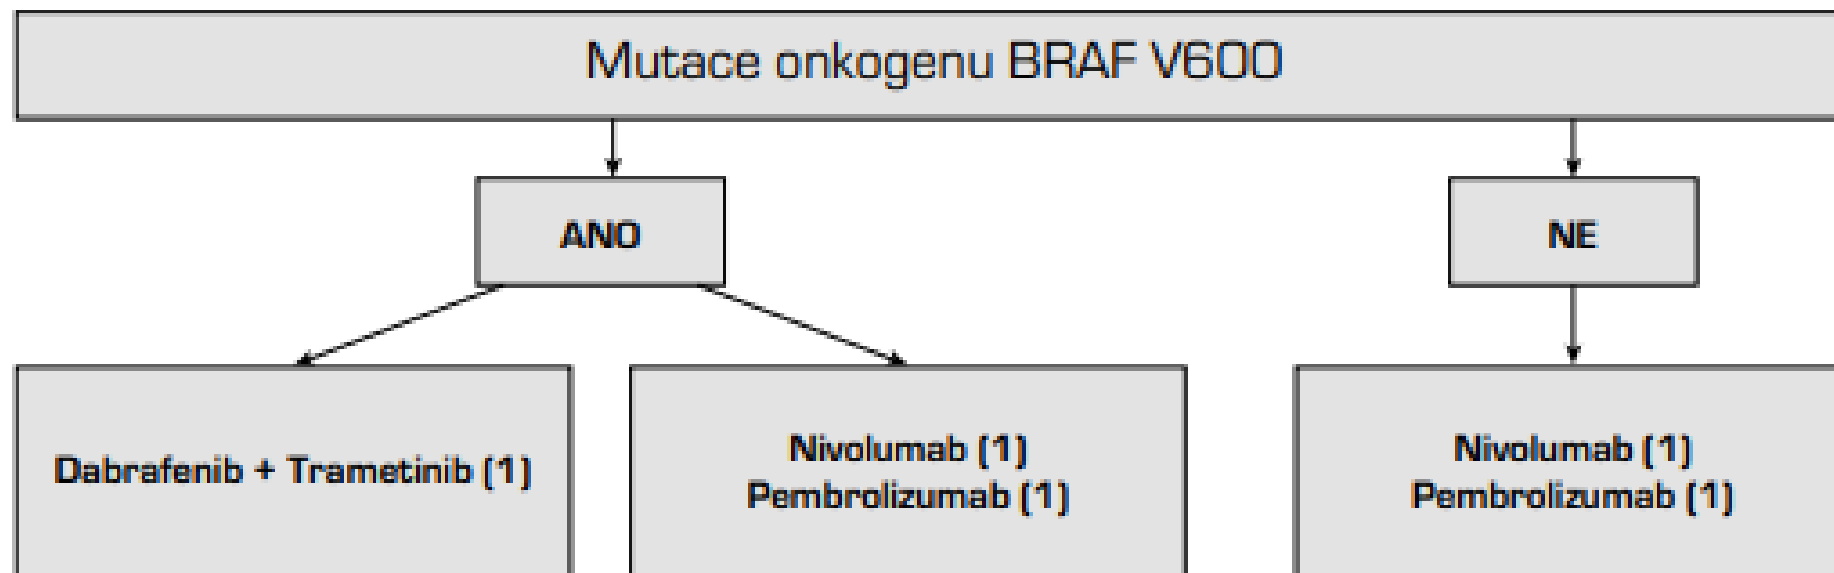 Mutace onkogenu BRAF V600
ANO
NE
Dabrafenib + Trametinib (1)
Nivolumab (1)
Pembrolizumab (1)
Nivolumab (1)
Pembrolizumab (1)